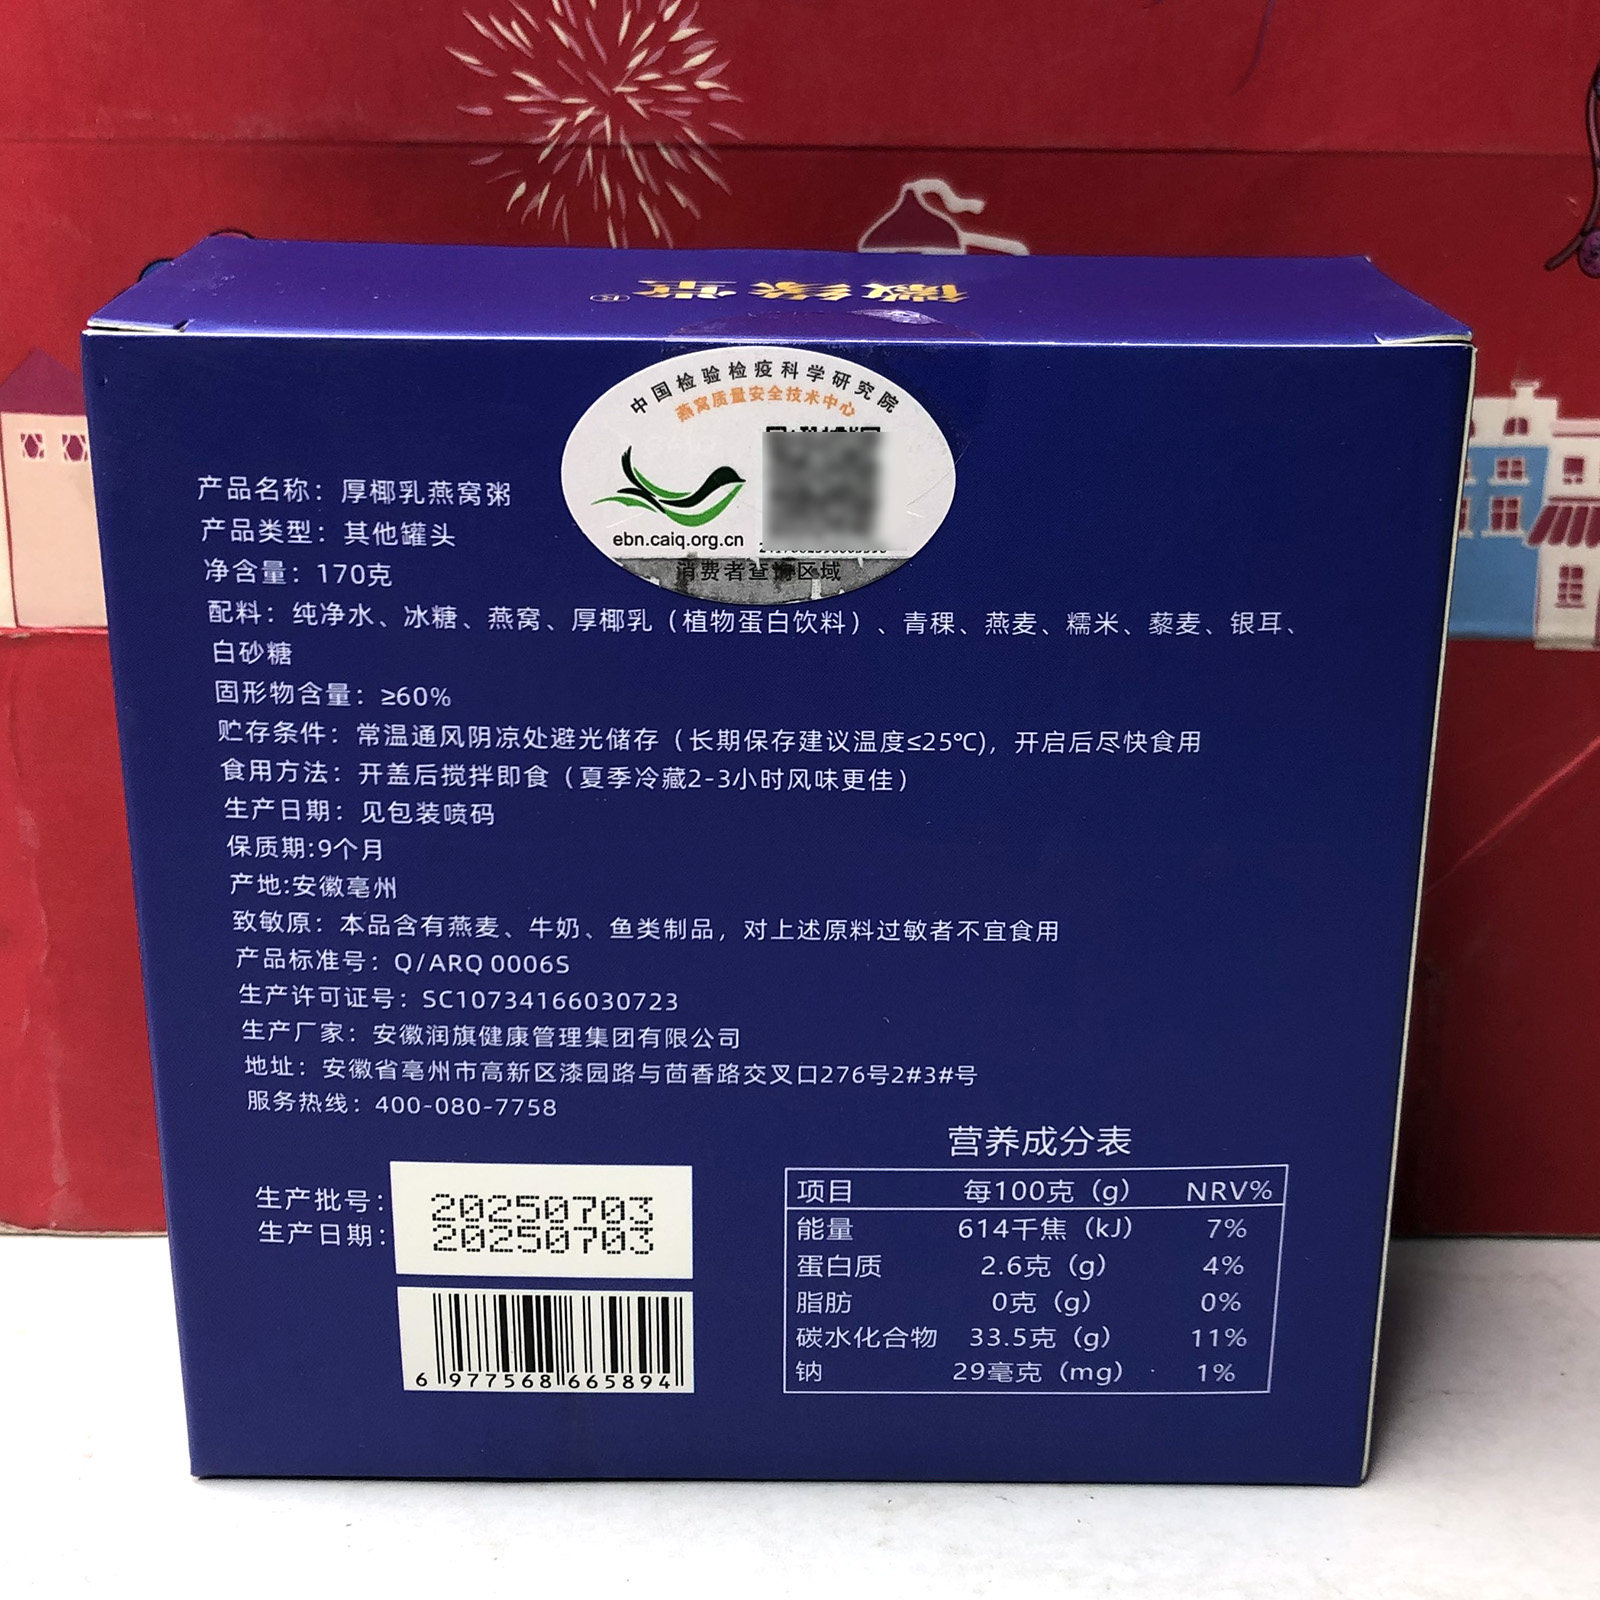 中国检验检疫科学研究院
燕窝质量安全技术中心
ebn.caiq.org.cn
消费者查询区域
产品名称：厚椰乳燕窝粥
产品类型：其他罐头
净含量：170克
配料：纯净水、冰糖、燕窝、厚椰乳（植物蛋白饮料）、青稞、燕麦、糯米、藜麦、银耳、
白砂糖
固形物含量：≥60%
贮存条件：常温通风阴凉处避光储存（长期保存建议温度≤25℃)，开启后尽快食用
食用方法：开盖后搅拌即食（夏季冷藏2-3小时风味更佳）
生产日期：见包装喷码
保质期:9个月
产地:安徽亳州
致敏原：本品含有燕麦、牛奶、鱼类制品，对上述原料过敏者不宜食用
产品标准号：Q/ARQ 0006S
生产许可证号：SC10734166030723
生产厂家：安徽润旗健康管理集团有限公司
地址：安徽省亳州市高新区漆园路与茴香路交叉口276号2#3#号
服务热线：400-080-7758
生产批号：20250703
生产日期：20250703
6 977568 665894
营养成分表
项目 每100克（g） NRV%
能量 614千焦（kJ） 7%
蛋白质 2.6克（g） 4%
脂肪 0克（g） 0%
碳水化合物 33.5克（g） 11%
钠 29毫克（mg） 1%